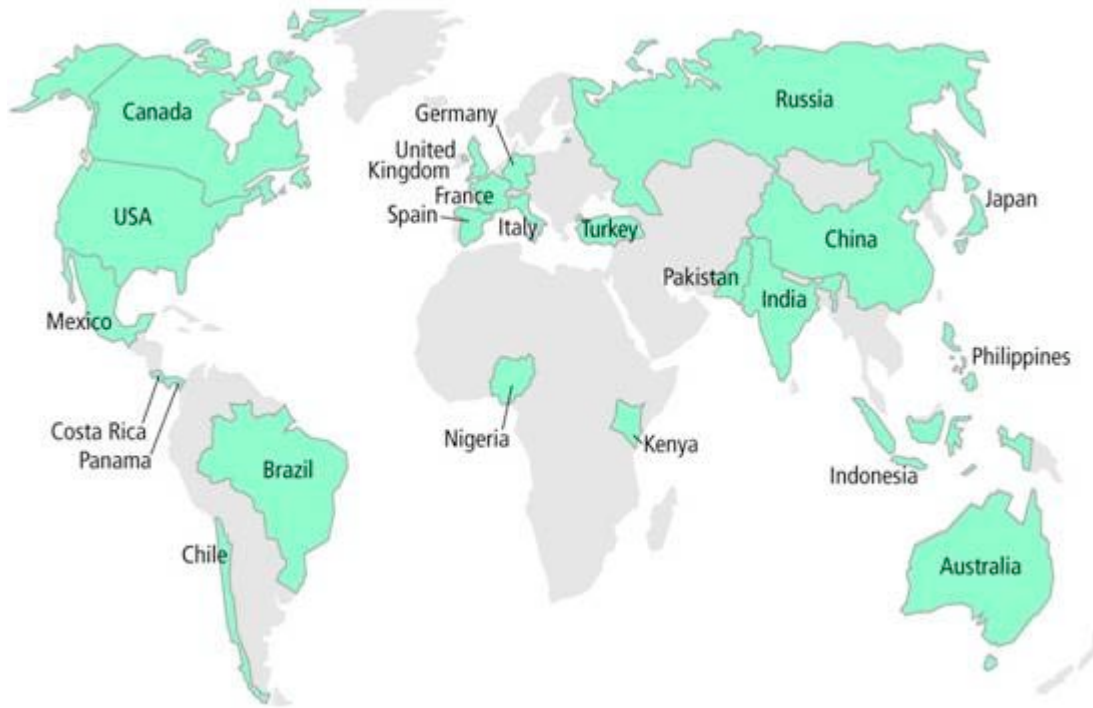 Canada
Russia
Germany
United
Kingdom
France
Spain
Italy
Turkey
USA
Japan
China
Pakistan
India
Mexico
Philippines
Costa Rica
Panama
Nigeria
Kenya
Brazil
Indonesia
Chile
Australia